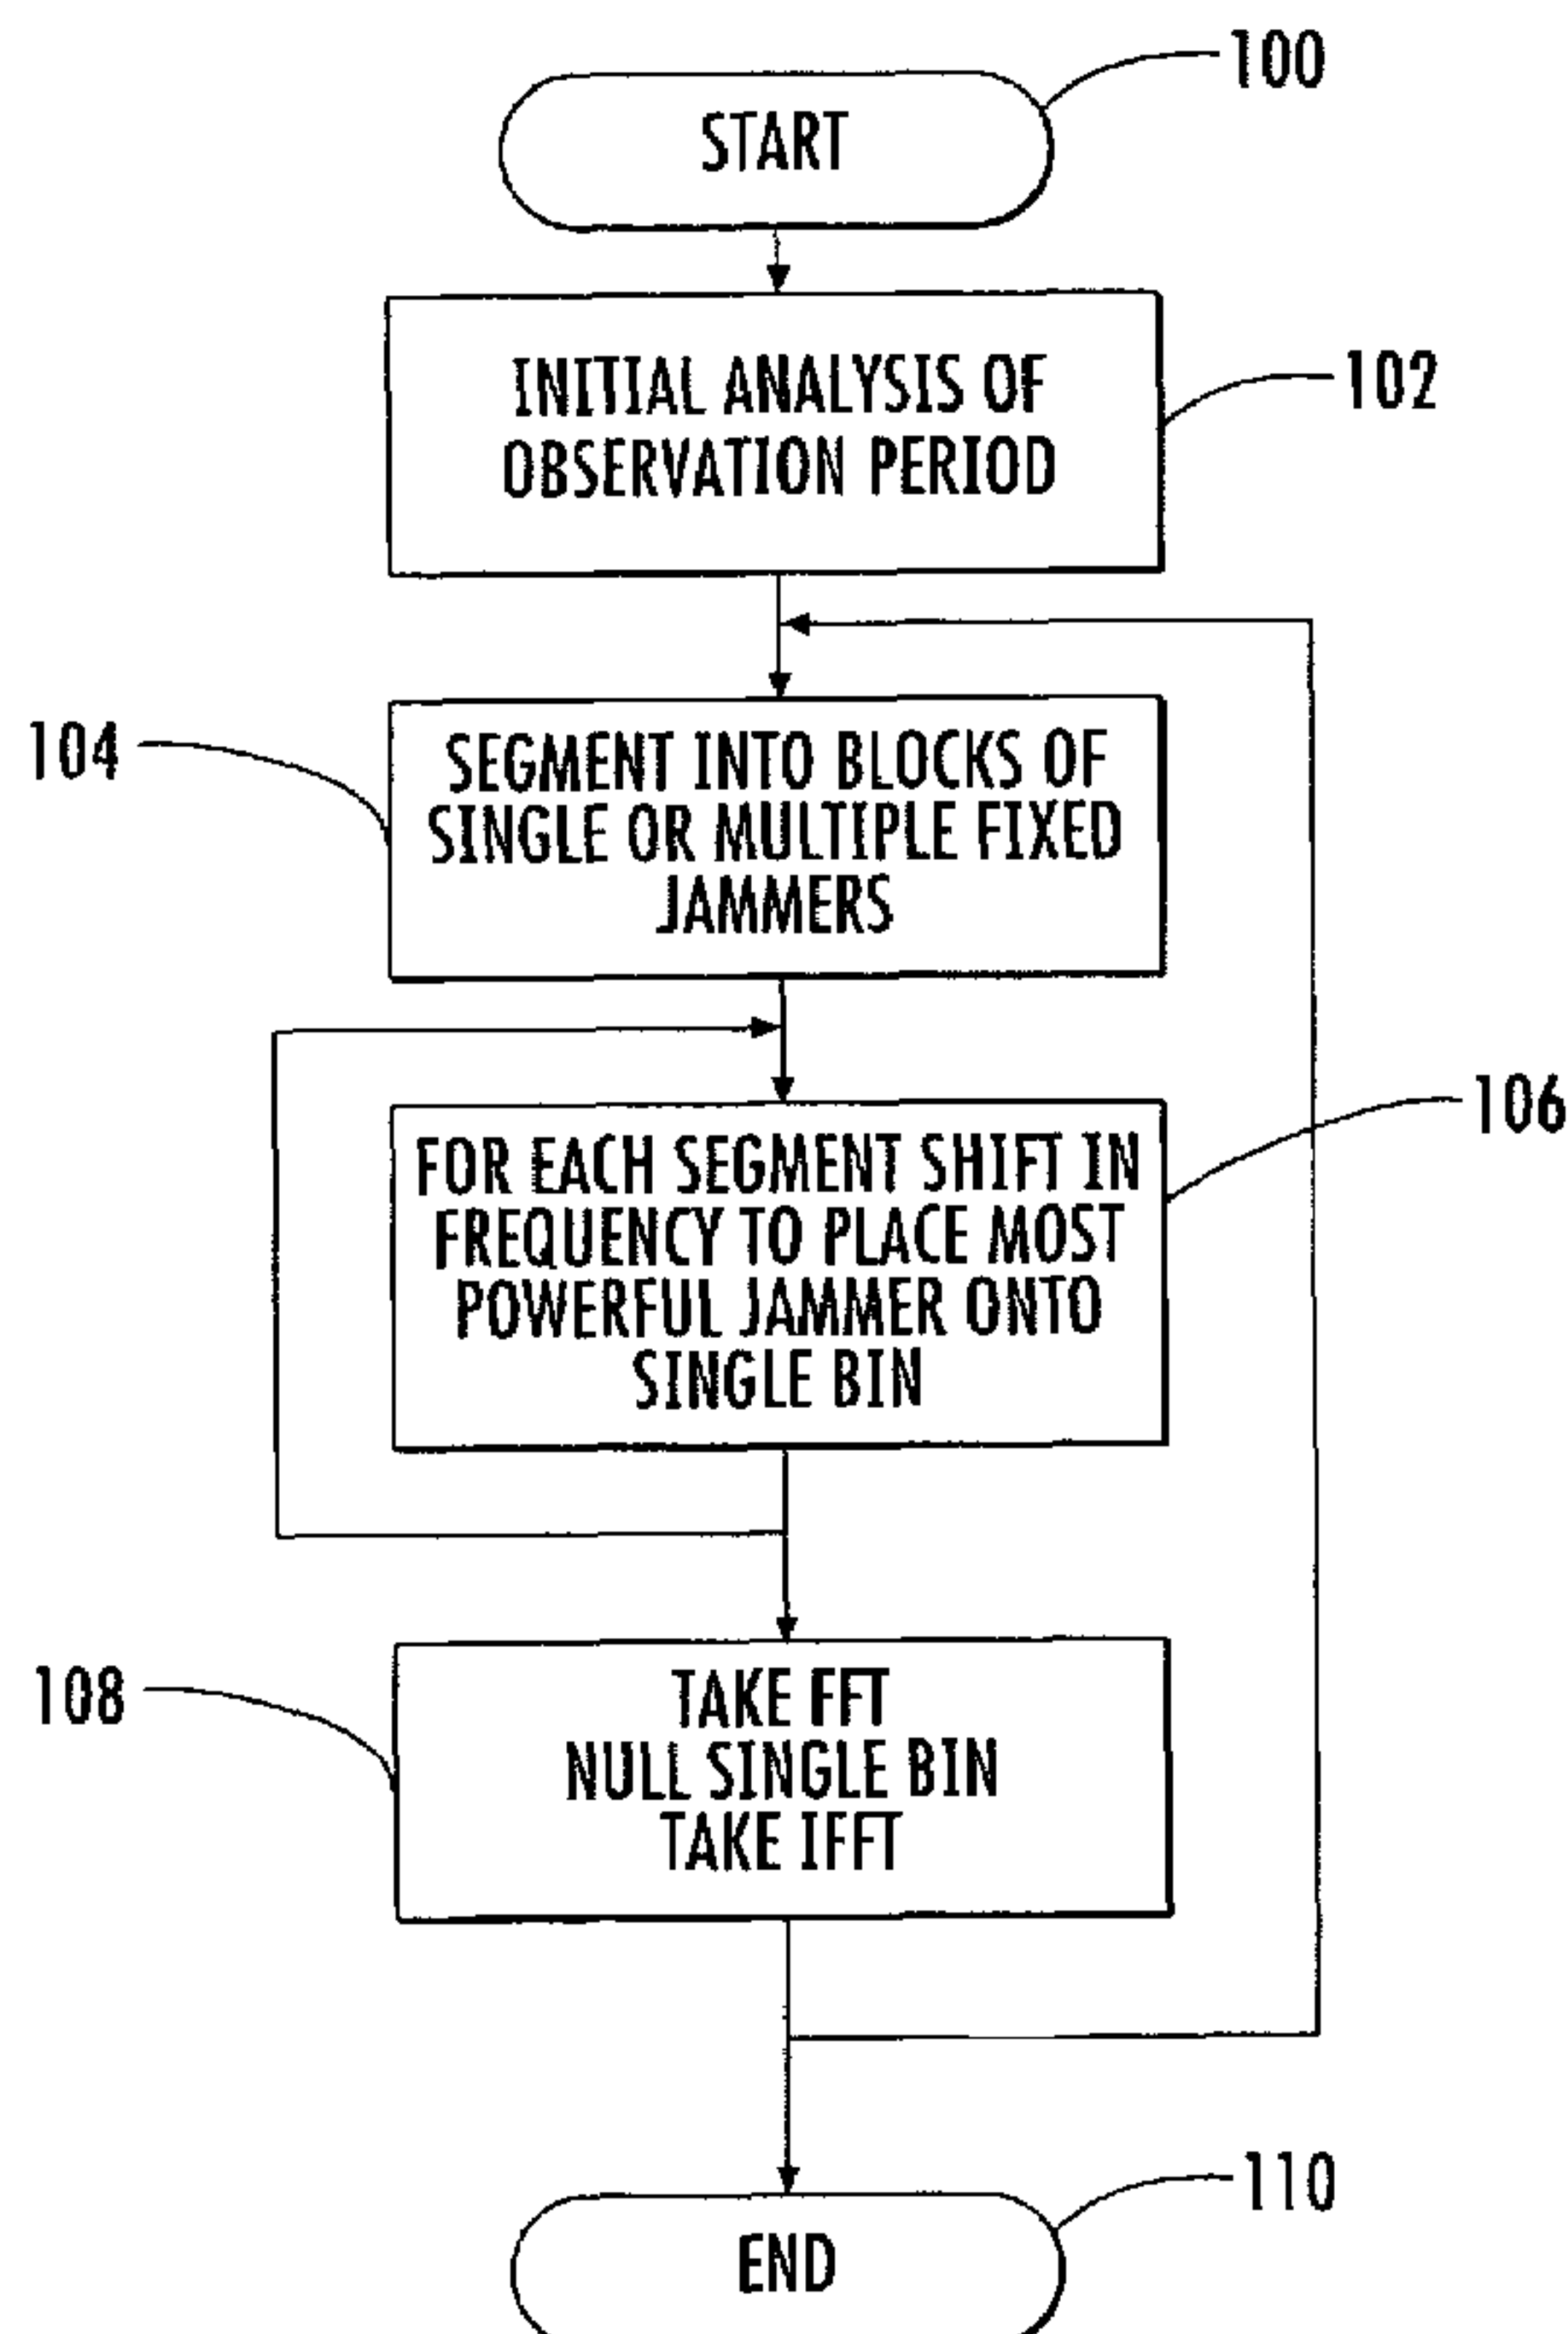 100
START
INITIAL ANALYSIS OF
OBSERVATION PERIOD
102
104
SEGMENT INTO BLOCKS OF
SINGLE OR MULTIPLE FIXED
JAMMERS
106
FOR EACH SEGMENT SHIFT IN
FREQUENCY TO PLACE MOST
POWERFUL JAMMER ONTO
SINGLE BIN
108
TAKE FFT
NULL SINGLE BIN
TAKE IFFT
110
END